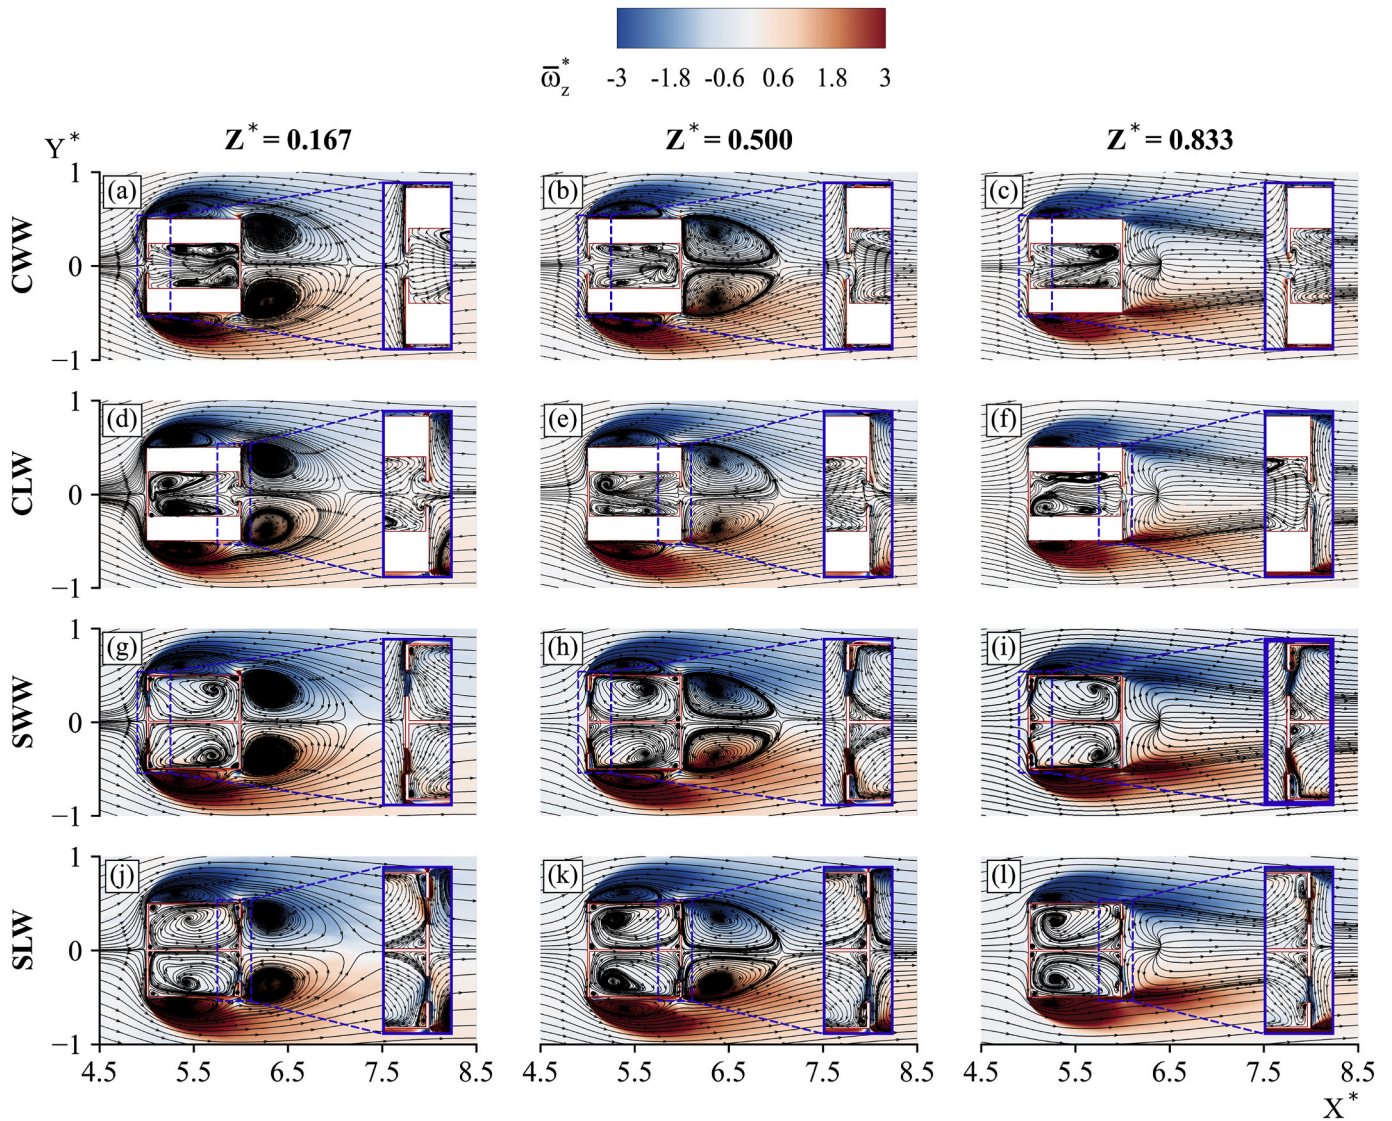 ω̅z*
-3 -1.8 -0.6 0.6 1.8 3
Y*
Z* = 0.167 Z* = 0.500 Z* = 0.833
CWW
1
0
−1
(a) (b) (c)
CLW
1
0
−1
(d) (e) (f)
SWW
1
0
−1
(g) (h) (i)
SLW
1
0
−1
(j) (k) (l)
4.5 5.5 6.5 7.5 8.5 4.5 5.5 6.5 7.5 8.5 4.5 5.5 6.5 7.5 8.5
X*